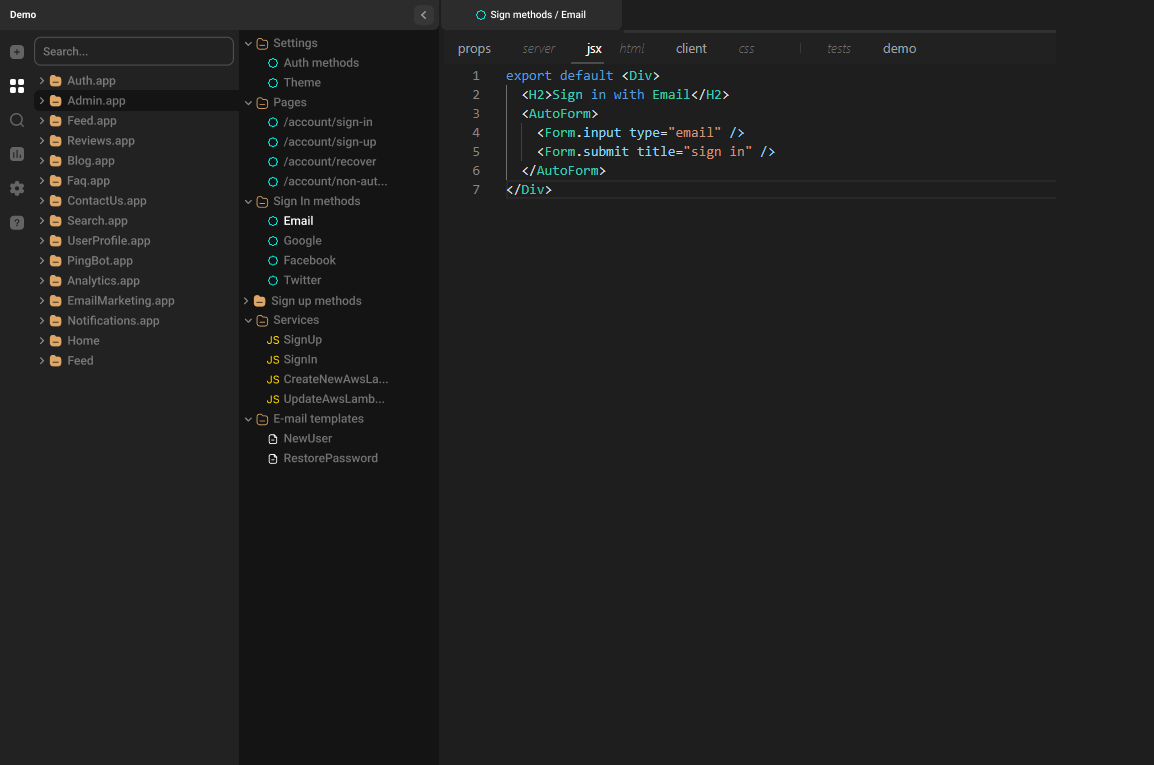 Demo
Search...
Auth.app
Admin.app
Feed.app
Reviews.app
Blog.app
Faq.app
ContactUs.app
Search.app
UserProfile.app
PingBot.app
Analytics.app
EmailMarketing.app
Notifications.app
Home
Feed
Settings
Auth methods
Theme
Pages
/account/sign-in
/account/sign-up
/account/recover
/account/non-aut...
Sign In methods
Email
Google
Facebook
Twitter
Sign up methods
Services
JS SignUp
JS SignIn
JS CreateNewAwsLa...
JS UpdateAwsLamb...
E-mail templates
NewUser
RestorePassword
Sign methods / Email
props server jsx html client css | tests demo
1 export default <Div>
2 <H2>Sign in with Email</H2>
3 <AutoForm>
4 <Form.input type="email" />
5 <Form.submit title="sign in" />
6 </AutoForm>
7 </Div>